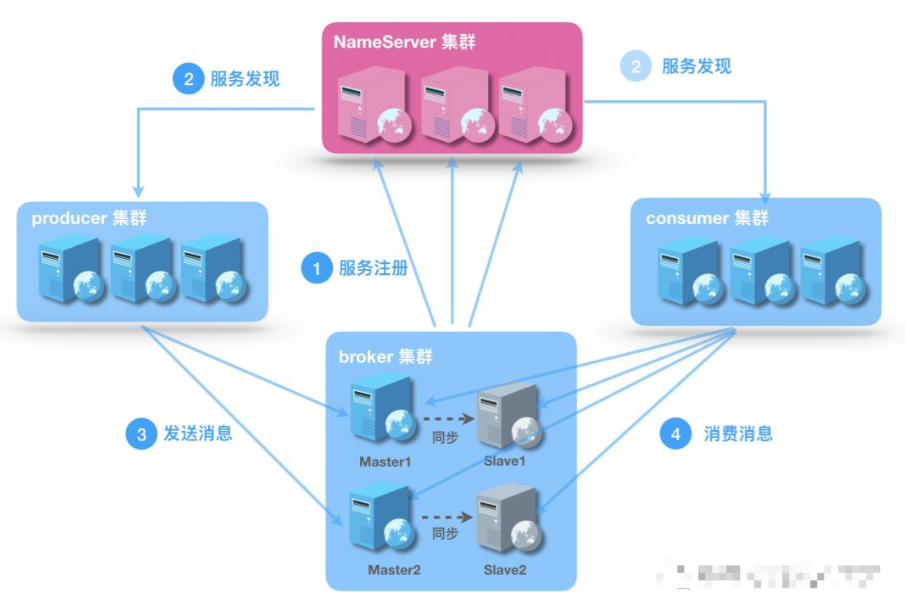 NameServer 集群
2 服务发现
2 服务发现
producer 集群
consumer 集群
1 服务注册
broker 集群
3 发送消息
4 消费消息
同步
Master1
Slave1
同步
Master2
Slave2